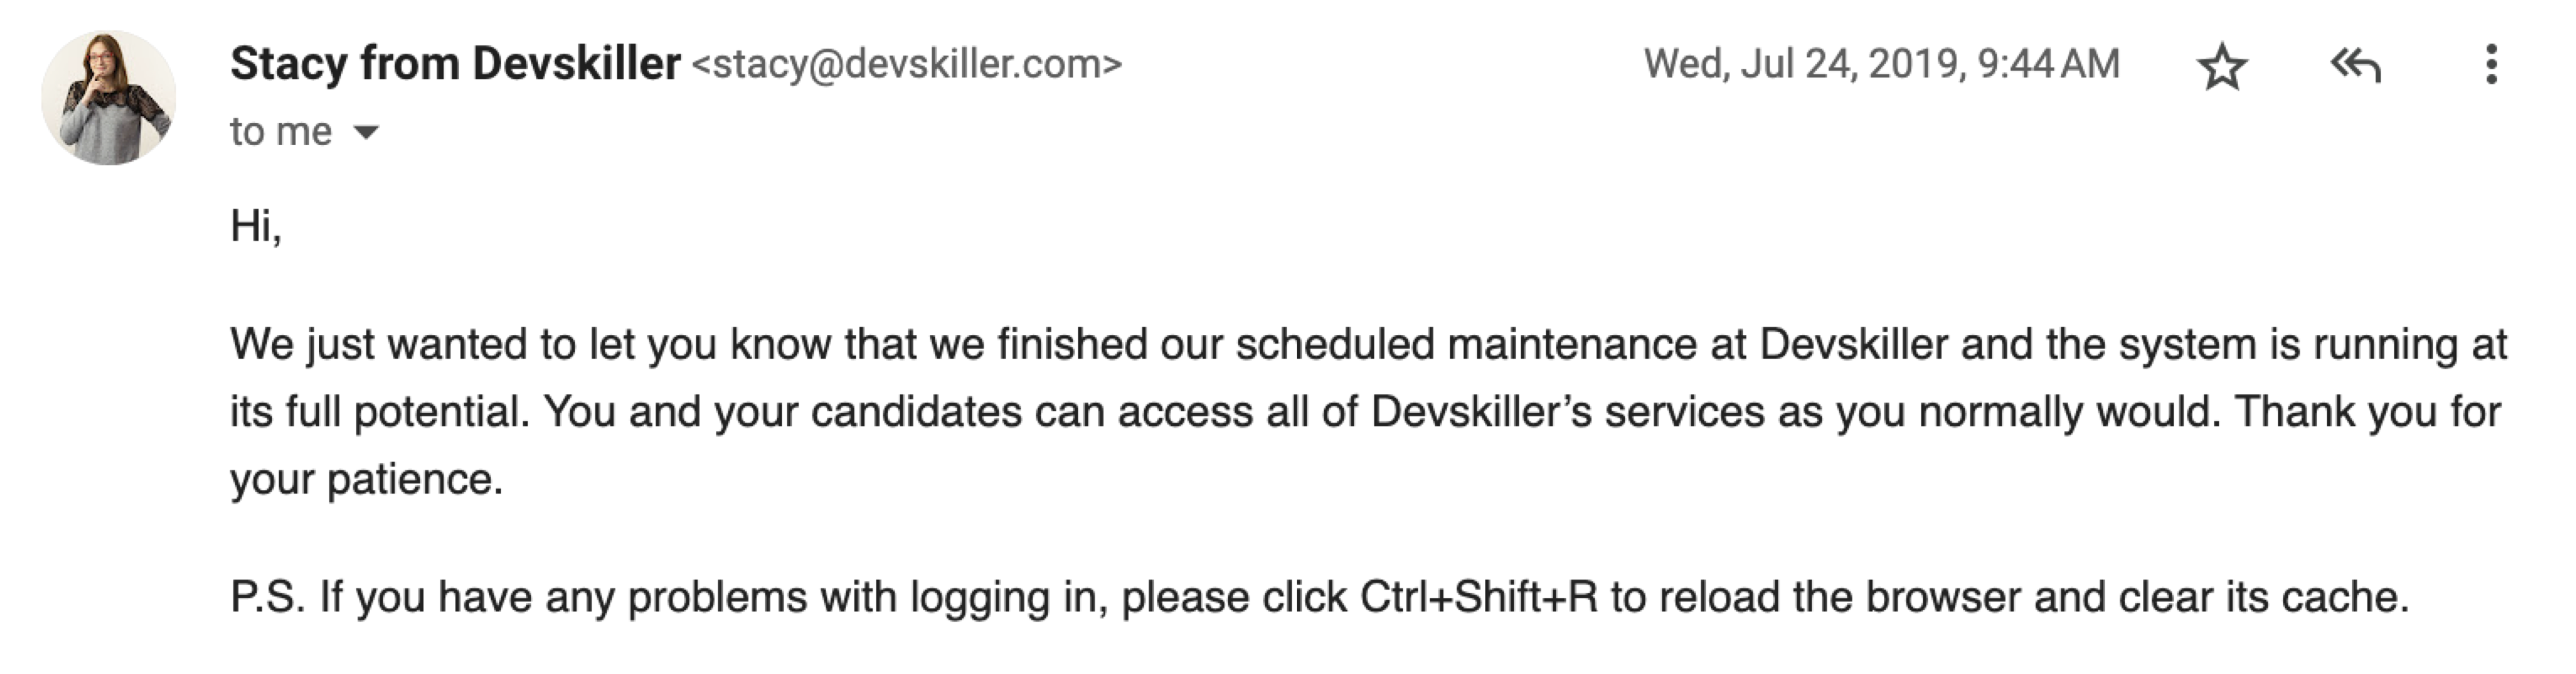 Stacy from Devskiller <stacy@devskiller.com> Wed, Jul 24, 2019, 9:44 AM
to me
Hi,
We just wanted to let you know that we finished our scheduled maintenance at Devskiller and the system is running at
its full potential. You and your candidates can access all of Devskiller’s services as you normally would. Thank you for
your patience.
P.S. If you have any problems with logging in, please click Ctrl+Shift+R to reload the browser and clear its cache.